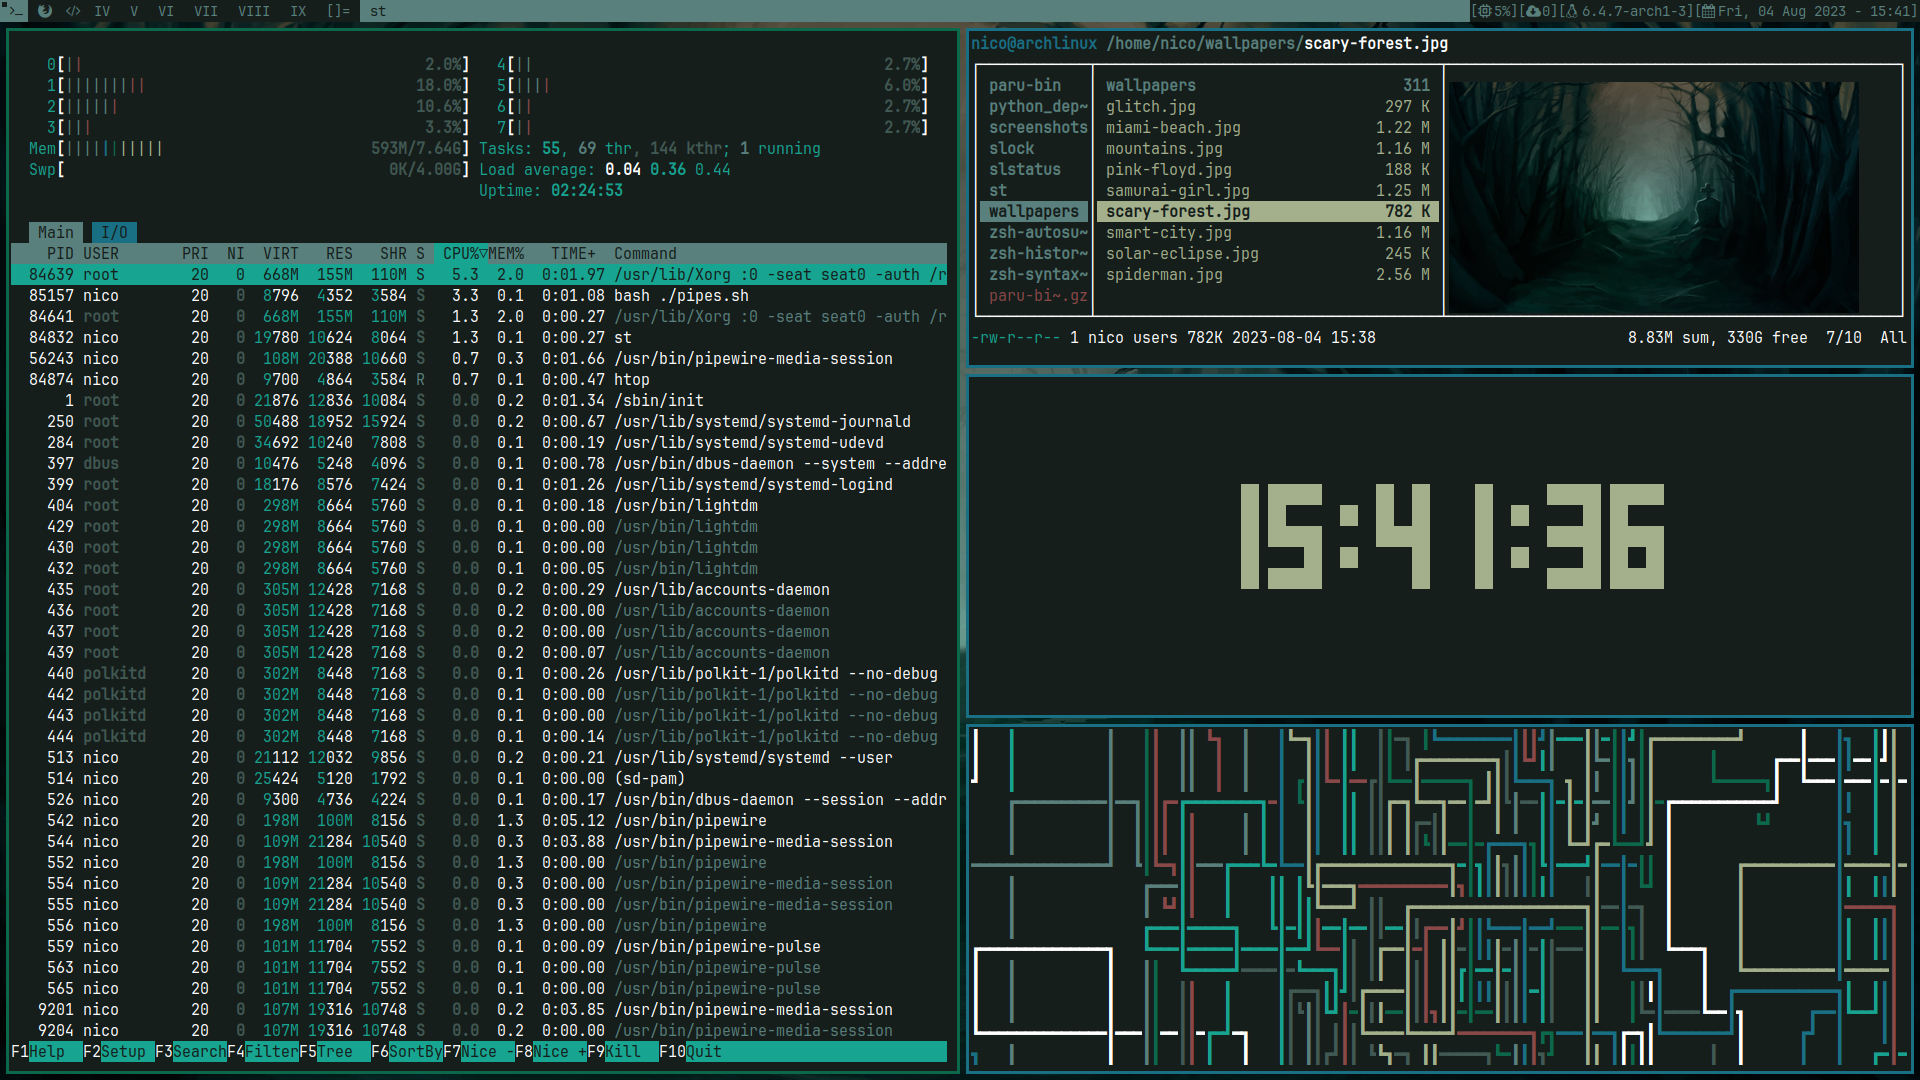 >_ </> IV V VI VII VIII IX []= st [5%][0][6.4.7-arch1-3][Fri, 04 Aug 2023 - 15:41]
0[|| 2.0%] 4[|| 2.7%]
1[||||||||| 18.0%] 5[|||| 6.0%]
2[|||||| 10.6%] 6[|| 2.7%]
3[||| 3.3%] 7[|| 2.7%]
Mem[||||||||||| 593M/7.64G] Tasks: 55, 69 thr, 144 kthr; 1 running
Swp[ 0K/4.00G] Load average: 0.04 0.36 0.44
Uptime: 02:24:53
Main I/O
PID USER PRI NI VIRT RES SHR S CPU%▽MEM% TIME+ Command
84639 root 20 0 668M 155M 110M S 5.3 2.0 0:01.97 /usr/lib/Xorg :0 -seat seat0 -auth /r
85157 nico 20 0 8796 4352 3584 S 3.3 0.1 0:01.08 bash ./pipes.sh
84641 root 20 0 668M 155M 110M S 1.3 2.0 0:00.27 /usr/lib/Xorg :0 -seat seat0 -auth /r
84832 nico 20 0 19780 10624 8064 S 1.3 0.1 0:00.27 st
56243 nico 20 0 108M 20388 10660 S 0.7 0.3 0:01.66 /usr/bin/pipewire-media-session
84874 nico 20 0 9700 4864 3584 R 0.7 0.1 0:00.47 htop
1 root 20 0 21876 12836 10084 S 0.0 0.2 0:01.34 /sbin/init
250 root 20 0 50488 18952 15924 S 0.0 0.2 0:00.67 /usr/lib/systemd/systemd-journald
284 root 20 0 34692 10240 7808 S 0.0 0.1 0:00.19 /usr/lib/systemd/systemd-udevd
397 dbus 20 0 10476 5248 4096 S 0.0 0.1 0:00.78 /usr/bin/dbus-daemon --system --addre
399 root 20 0 18176 8576 7424 S 0.0 0.1 0:01.26 /usr/lib/systemd/systemd-logind
404 root 20 0 298M 8664 5760 S 0.0 0.1 0:00.18 /usr/bin/lightdm
429 root 20 0 298M 8664 5760 S 0.0 0.1 0:00.00 /usr/bin/lightdm
430 root 20 0 298M 8664 5760 S 0.0 0.1 0:00.00 /usr/bin/lightdm
432 root 20 0 298M 8664 5760 S 0.0 0.1 0:00.05 /usr/bin/lightdm
435 root 20 0 305M 12428 7168 S 0.0 0.2 0:00.29 /usr/lib/accounts-daemon
436 root 20 0 305M 12428 7168 S 0.0 0.2 0:00.00 /usr/lib/accounts-daemon
437 root 20 0 305M 12428 7168 S 0.0 0.2 0:00.00 /usr/lib/accounts-daemon
439 root 20 0 305M 12428 7168 S 0.0 0.2 0:00.07 /usr/lib/accounts-daemon
440 polkitd 20 0 302M 8448 7168 S 0.0 0.1 0:00.26 /usr/lib/polkit-1/polkitd --no-debug
442 polkitd 20 0 302M 8448 7168 S 0.0 0.1 0:00.00 /usr/lib/polkit-1/polkitd --no-debug
443 polkitd 20 0 302M 8448 7168 S 0.0 0.1 0:00.00 /usr/lib/polkit-1/polkitd --no-debug
444 polkitd 20 0 302M 8448 7168 S 0.0 0.1 0:00.14 /usr/lib/polkit-1/polkitd --no-debug
513 nico 20 0 21112 12032 9856 S 0.0 0.2 0:00.21 /usr/lib/systemd/systemd --user
514 nico 20 0 25424 5120 1792 S 0.0 0.1 0:00.00 (sd-pam)
526 nico 20 0 9300 4736 4224 S 0.0 0.1 0:00.17 /usr/bin/dbus-daemon --session --addr
542 nico 20 0 198M 100M 8156 S 0.0 1.3 0:05.12 /usr/bin/pipewire
544 nico 20 0 109M 21284 10540 S 0.0 0.3 0:03.88 /usr/bin/pipewire-media-session
552 nico 20 0 198M 100M 8156 S 0.0 1.3 0:00.00 /usr/bin/pipewire
554 nico 20 0 109M 21284 10540 S 0.0 0.3 0:00.00 /usr/bin/pipewire-media-session
555 nico 20 0 109M 21284 10540 S 0.0 0.3 0:00.00 /usr/bin/pipewire-media-session
556 nico 20 0 198M 100M 8156 S 0.0 1.3 0:00.00 /usr/bin/pipewire
559 nico 20 0 101M 11704 7552 S 0.0 0.1 0:00.09 /usr/bin/pipewire-pulse
563 nico 20 0 101M 11704 7552 S 0.0 0.1 0:00.00 /usr/bin/pipewire-pulse
565 nico 20 0 101M 11704 7552 S 0.0 0.1 0:00.00 /usr/bin/pipewire-pulse
9201 nico 20 0 107M 19316 10748 S 0.0 0.2 0:03.85 /usr/bin/pipewire-media-session
9204 nico 20 0 107M 19316 10748 S 0.0 0.2 0:00.00 /usr/bin/pipewire-media-session
F1Help F2Setup F3SearchF4FilterF5Tree F6SortByF7Nice -F8Nice +F9Kill F10Quit
nico@archlinux /home/nico/wallpapers/scary-forest.jpg
paru-bin wallpapers 311
python_dep~ glitch.jpg 297 K
screenshots miami-beach.jpg 1.22 M
slock mountains.jpg 1.16 M
slstatus pink-floyd.jpg 188 K
st samurai-girl.jpg 1.25 M
wallpapers scary-forest.jpg 782 K
zsh-autosu~ smart-city.jpg 1.16 M
zsh-histor~ solar-eclipse.jpg 245 K
zsh-syntax~ spiderman.jpg 2.56 M
paru-bi~.gz
-rw-r--r-- 1 nico users 782K 2023-08-04 15:38 8.83M sum, 330G free 7/10 All
15:41:36